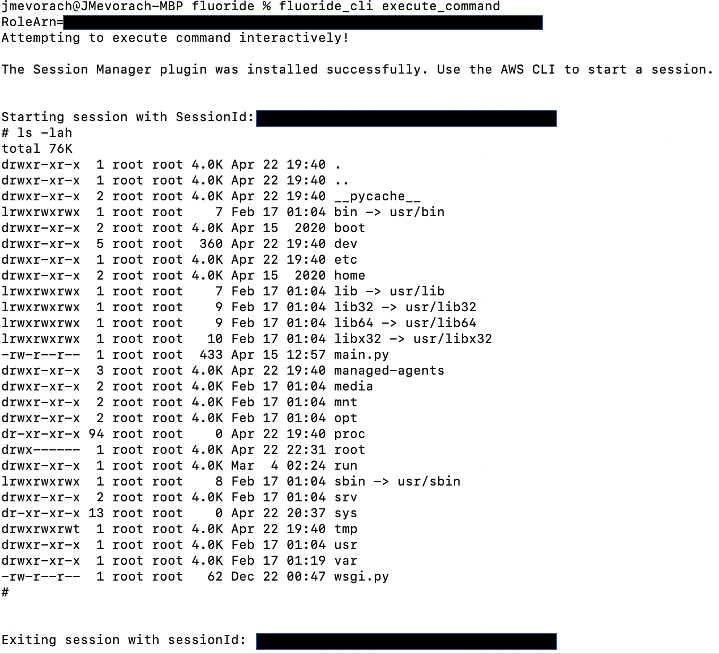 jmevorach@JMevorach-MBP fluoride % fluoride_cli execute_command
RoleArn=
Attempting to execute command interactively!
The Session Manager plugin was installed successfully. Use the AWS CLI to start a session.
Starting session with SessionId:
# ls -lah
total 76K
drwxr-xr-x  1 root root 4.0K Apr 22 19:40 .
drwxr-xr-x  1 root root 4.0K Apr 22 19:40 ..
drwxr-xr-x  2 root root 4.0K Apr 22 19:40 __pycache__
lrwxrwxrwx  1 root root    7 Feb 17 01:04 bin -> usr/bin
drwxr-xr-x  2 root root 4.0K Apr 15  2020 boot
drwxr-xr-x  5 root root  360 Apr 22 19:40 dev
drwxr-xr-x  1 root root 4.0K Apr 22 19:40 etc
drwxr-xr-x  2 root root 4.0K Apr 15  2020 home
lrwxrwxrwx  1 root root    7 Feb 17 01:04 lib -> usr/lib
lrwxrwxrwx  1 root root    9 Feb 17 01:04 lib32 -> usr/lib32
lrwxrwxrwx  1 root root    9 Feb 17 01:04 lib64 -> usr/lib64
lrwxrwxrwx  1 root root   10 Feb 17 01:04 libx32 -> usr/libx32
-rw-r--r--  1 root root  433 Apr 15 12:57 main.py
drwxr-xr-x  3 root root 4.0K Apr 22 19:40 managed-agents
drwxr-xr-x  2 root root 4.0K Feb 17 01:04 media
drwxr-xr-x  2 root root 4.0K Feb 17 01:04 mnt
drwxr-xr-x  2 root root 4.0K Feb 17 01:04 opt
dr-xr-xr-x 94 root root    0 Apr 22 19:40 proc
drwx------  1 root root 4.0K Apr 22 22:31 root
drwxr-xr-x  1 root root 4.0K Mar  4 02:24 run
lrwxrwxrwx  1 root root    8 Feb 17 01:04 sbin -> usr/sbin
drwxr-xr-x  2 root root 4.0K Feb 17 01:04 srv
dr-xr-xr-x 13 root root    0 Apr 22 20:37 sys
drwxrwxrwt  1 root root 4.0K Apr 22 19:40 tmp
drwxr-xr-x  1 root root 4.0K Feb 17 01:04 usr
drwxr-xr-x  1 root root 4.0K Feb 17 01:19 var
-rw-r--r--  1 root root   62 Dec 22 00:47 wsgi.py
#
Exiting session with sessionId: